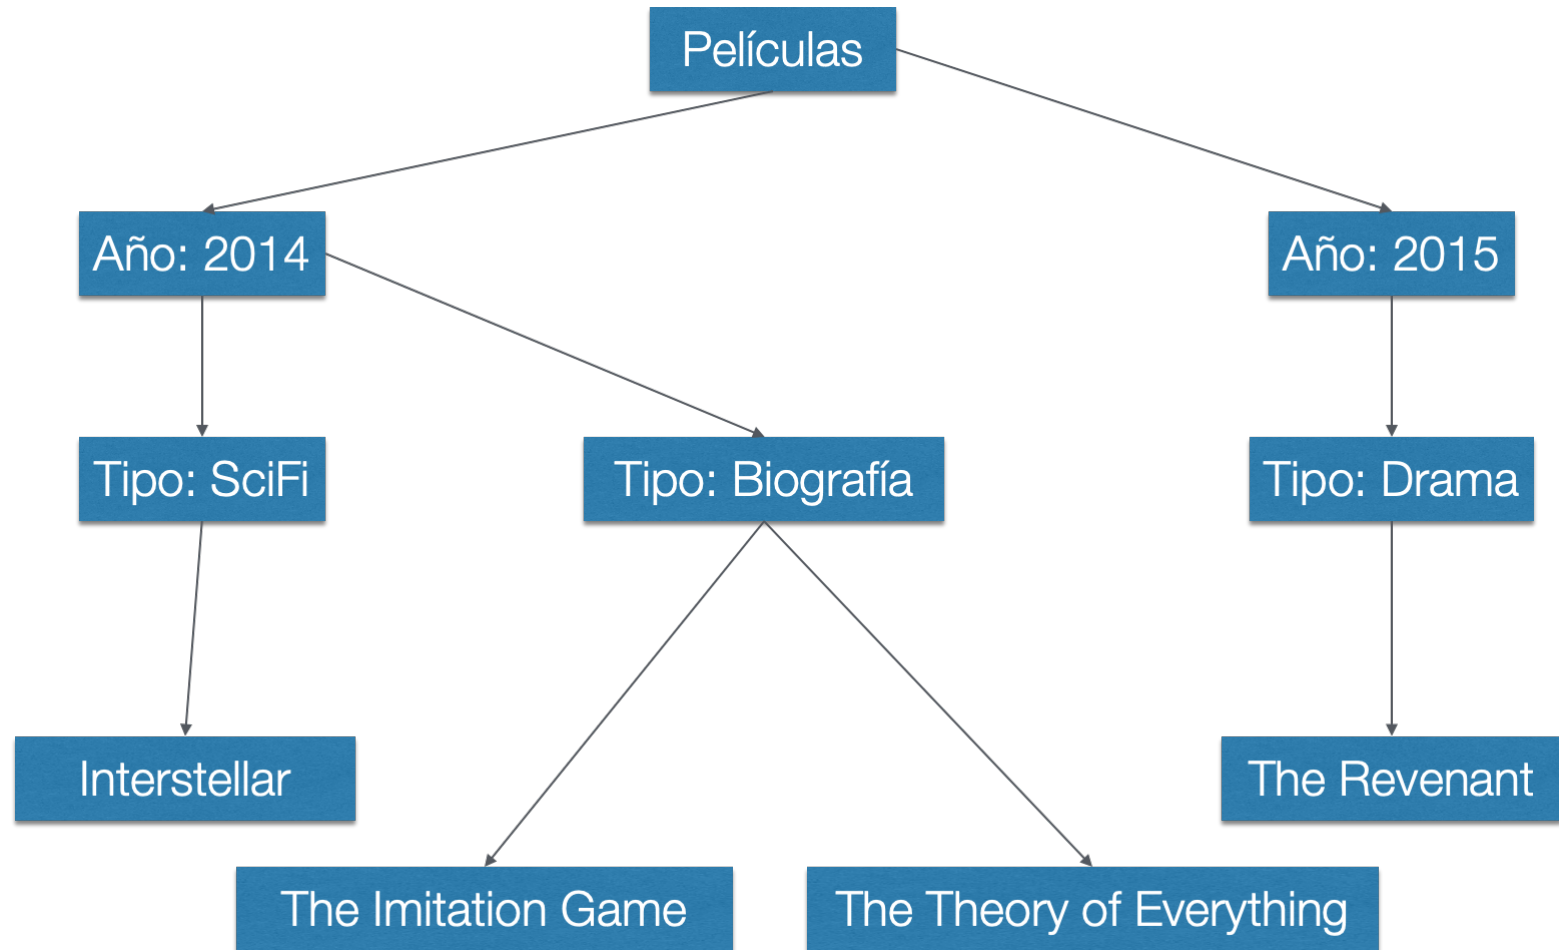 Películas
Año: 2014
Año: 2015
Tipo: SciFi
Tipo: Biografía
Tipo: Drama
Interstellar
The Revenant
The Imitation Game
The Theory of Everything